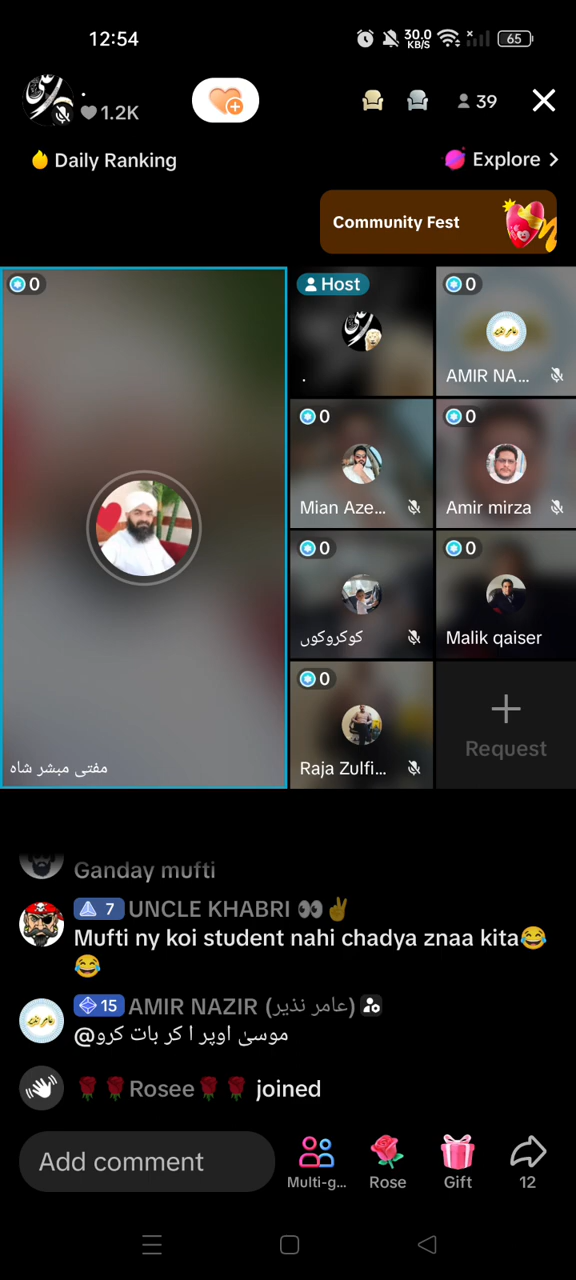 12:54
30.0
KB/S
65
.
1.2K
39
Daily Ranking
Explore >
Community Fest
0
Host
0
.
AMIR NA...
0
0
Mian Aze...
Amir mirza
0
0
کوکروکوں
Malik qaiser
0
Raja Zulfi...
Request
مفتی مبشر شاہ
Ganday mufti
7 UNCLE KHABRI 👀✌
Mufti ny koi student nahi chadya znaa kita😂
😂
15 AMIR NAZIR (عامر نذیر)
@موسیٰ اوپر ا کر بات کرو
🌹🌹Rosee🌹🌹 joined
Add comment
Multi-g...
Rose
Gift
12